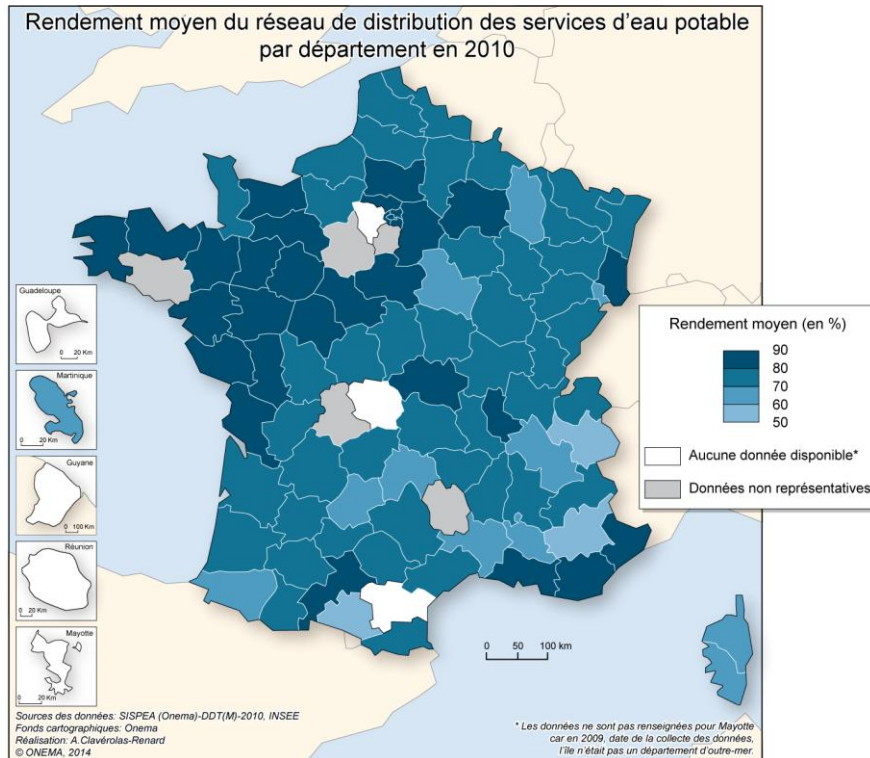 Rendement moyen du réseau de distribution des services d'eau potable
par département en 2010
Guadeloupe
0 20 Km
Martinique
0 20 Km
Guyane
0 100 Km
Réunion
0 20 Km
Mayotte
0 20 Km
Rendement moyen (en %)
90
80
70
60
50
Aucune donnée disponible*
Données non représentatives
0 50 100 km
Sources des données: SISPEA (Onema)-DDT(M)-2010, INSEE
Fonds cartographiques: Onema
Réalisation: A.Clavérolas-Renard
© ONEMA, 2014
* Les données ne sont pas renseignées pour Mayotte
car en 2009, date de la collecte des données,
l'île n'était pas un département d'outre-mer.